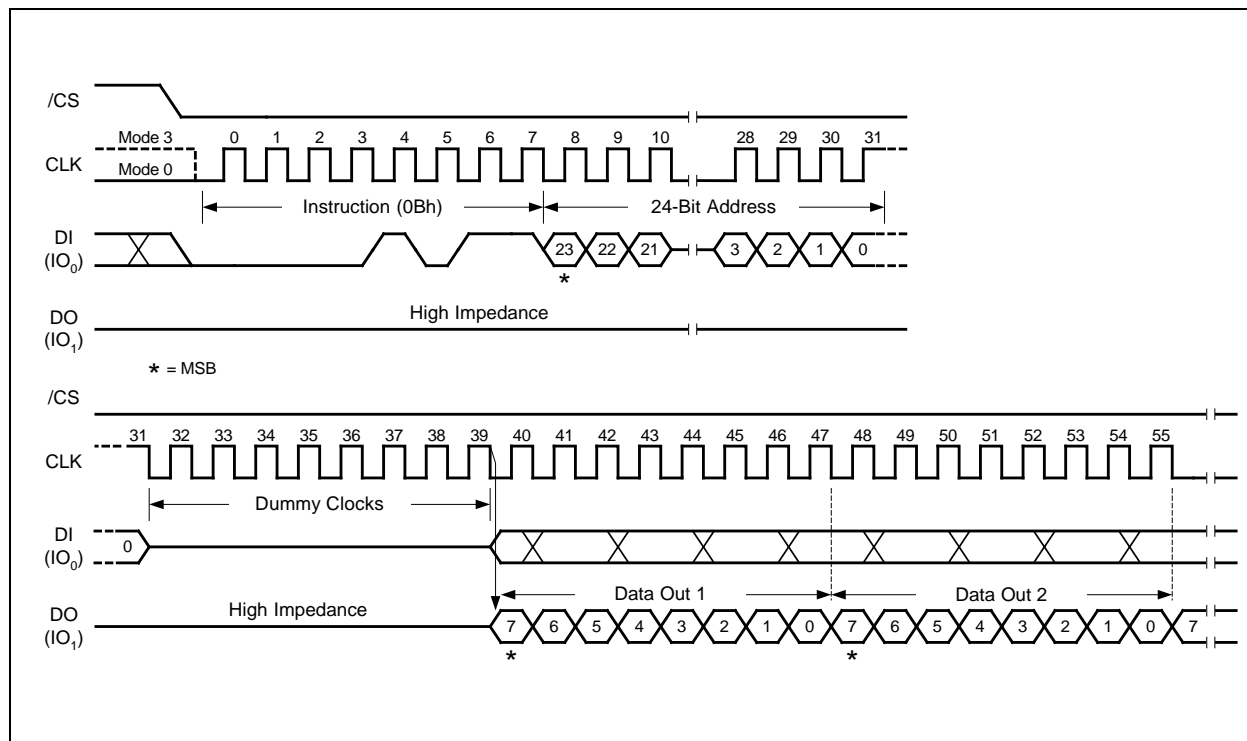 /CS
Mode 3
0 1 2 3 4 5 6 7 8 9 10 28 29 30 31
CLK
Mode 0
Instruction (0Bh) 24-Bit Address
DI
(IO0)
23 22 21 3 2 1 0
*
High Impedance
DO
(IO1)
* = MSB
/CS
31 32 33 34 35 36 37 38 39 40 41 42 43 44 45 46 47 48 49 50 51 52 53 54 55
CLK
Dummy Clocks
DI
(IO0)
0
Data Out 1 Data Out 2
High Impedance
DO
(IO1)
7 6 5 4 3 2 1 0 7 6 5 4 3 2 1 0 7
* *